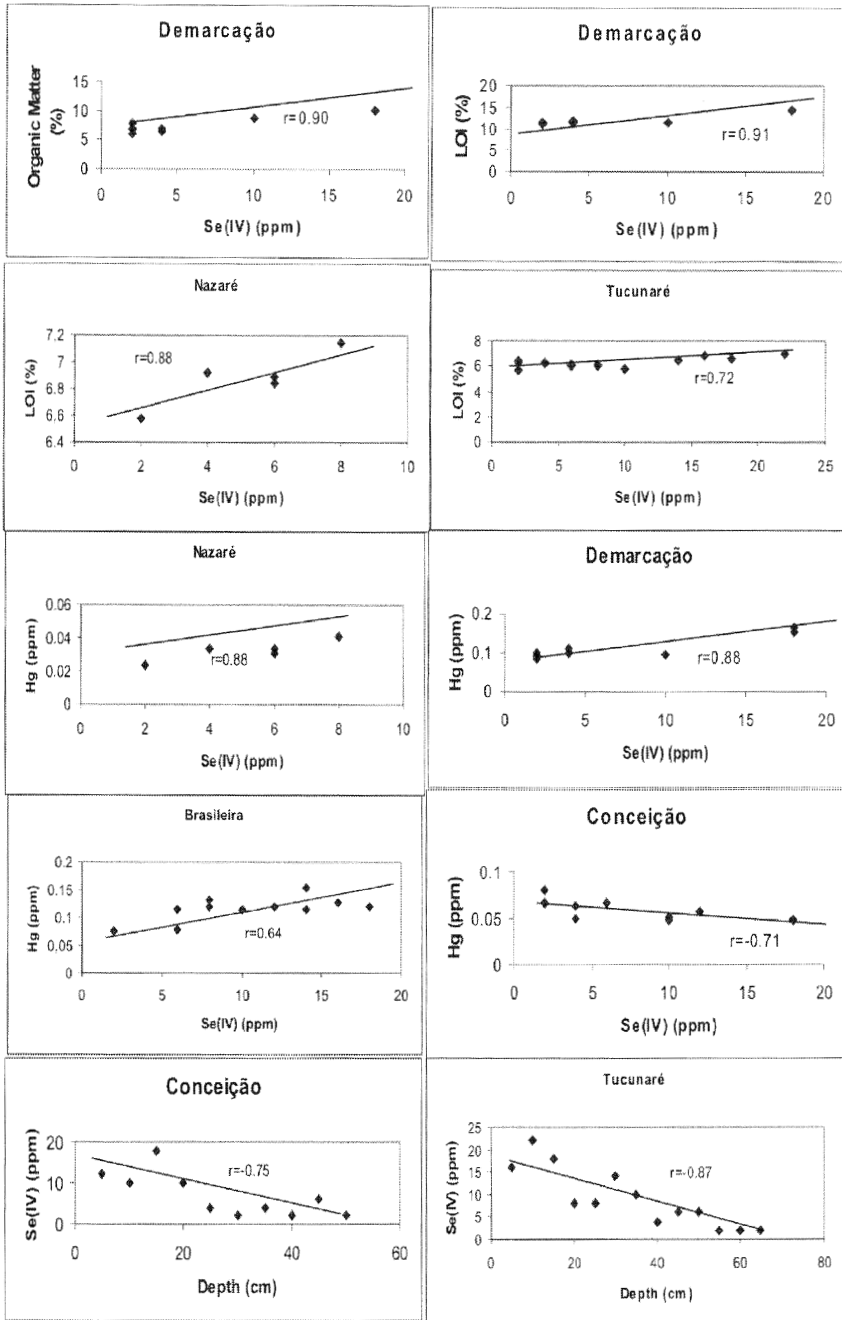 Demarcação
Organic Matter
(%)
15
10
5
0
r=0.90
0 5 10 15 20
Se(IV) (ppm)
Demarcação
LOI (%)
20
15
10
5
0
r=0.91
0 5 10 15 20
Se(IV) (ppm)
Nazaré
LOI (%)
7.2
7
6.8
6.6
6.4
r=0.88
0 2 4 6 8 10
Se(IV) (ppm)
Tucunaré
LOI (%)
8
6
4
2
0
r=0.72
0 5 10 15 20 25
Se(IV) (ppm)
Nazaré
Hg (ppm)
0.06
0.04
0.02
0
r=0.88
0 2 4 6 8 10
Se(IV) (ppm)
Demarcação
Hg (ppm)
0.2
0.1
0
r=0.88
0 5 10 15 20
Se(IV) (ppm)
Brasileira
Hg (ppm)
0.2
0.15
0.1
0,05
0
r=0.64
0 5 10 15 20
Se(IV) (ppm)
Conceição
Hg (ppm)
0.1
0.05
0
r=-0.71
0 5 10 15 20
Se(IV) (ppm)
Conceição
Se(IV) (ppm)
20
10
0
r=-0.75
0 20 40 60
Depth (cm)
Tucunaré
Se(IV) (ppm)
25
20
15
10
5
0
r=-0.87
0 20 40 60 80
Depth (cm)